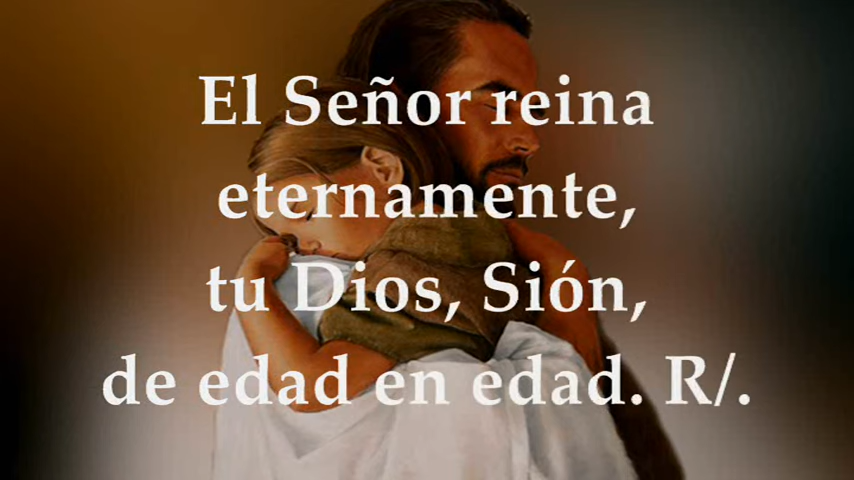 El Señor reina
eternamente,
tu Dios, Sión,
de edad en edad. R/.